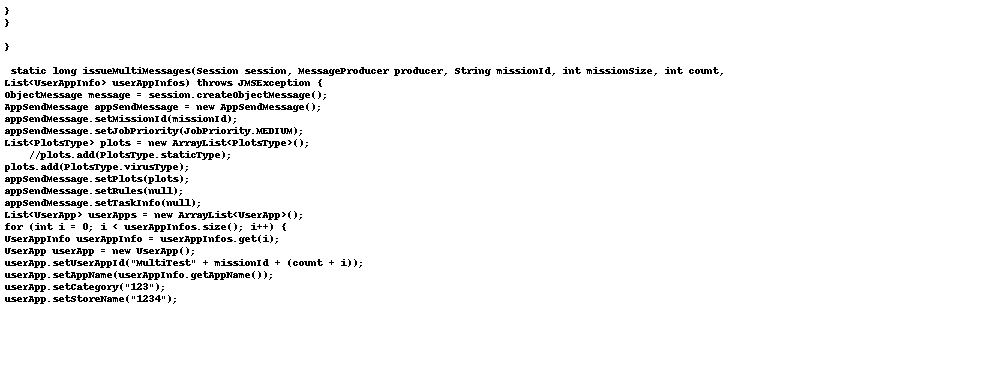 }
}
}
static long issueMultiMessages(Session session, MessageProducer producer, String missionId, int missionSize, int count,
List<UserAppInfo> userAppInfos) throws JMSException {
ObjectMessage message = session.createObjectMessage();
AppSendMessage appSendMessage = new AppSendMessage();
appSendMessage.setMissionId(missionId);
appSendMessage.setJobPriority(JobPriority.MEDIUM);
List<PlotsType> plots = new ArrayList<PlotsType>();
//plots.add(PlotsType.staticType);
plots.add(PlotsType.virusType);
appSendMessage.setPlots(plots);
appSendMessage.setRules(null);
appSendMessage.setTaskInfo(null);
List<UserApp> userApps = new ArrayList<UserApp>();
for (int i = 0; i < userAppInfos.size(); i++) {
UserAppInfo userAppInfo = userAppInfos.get(i);
UserApp userApp = new UserApp();
userApp.setUserAppId("MultiTest" + missionId + (count + i));
userApp.setAppName(userAppInfo.getAppName());
userApp.setCategory("123");
userApp.setStoreName("1234");